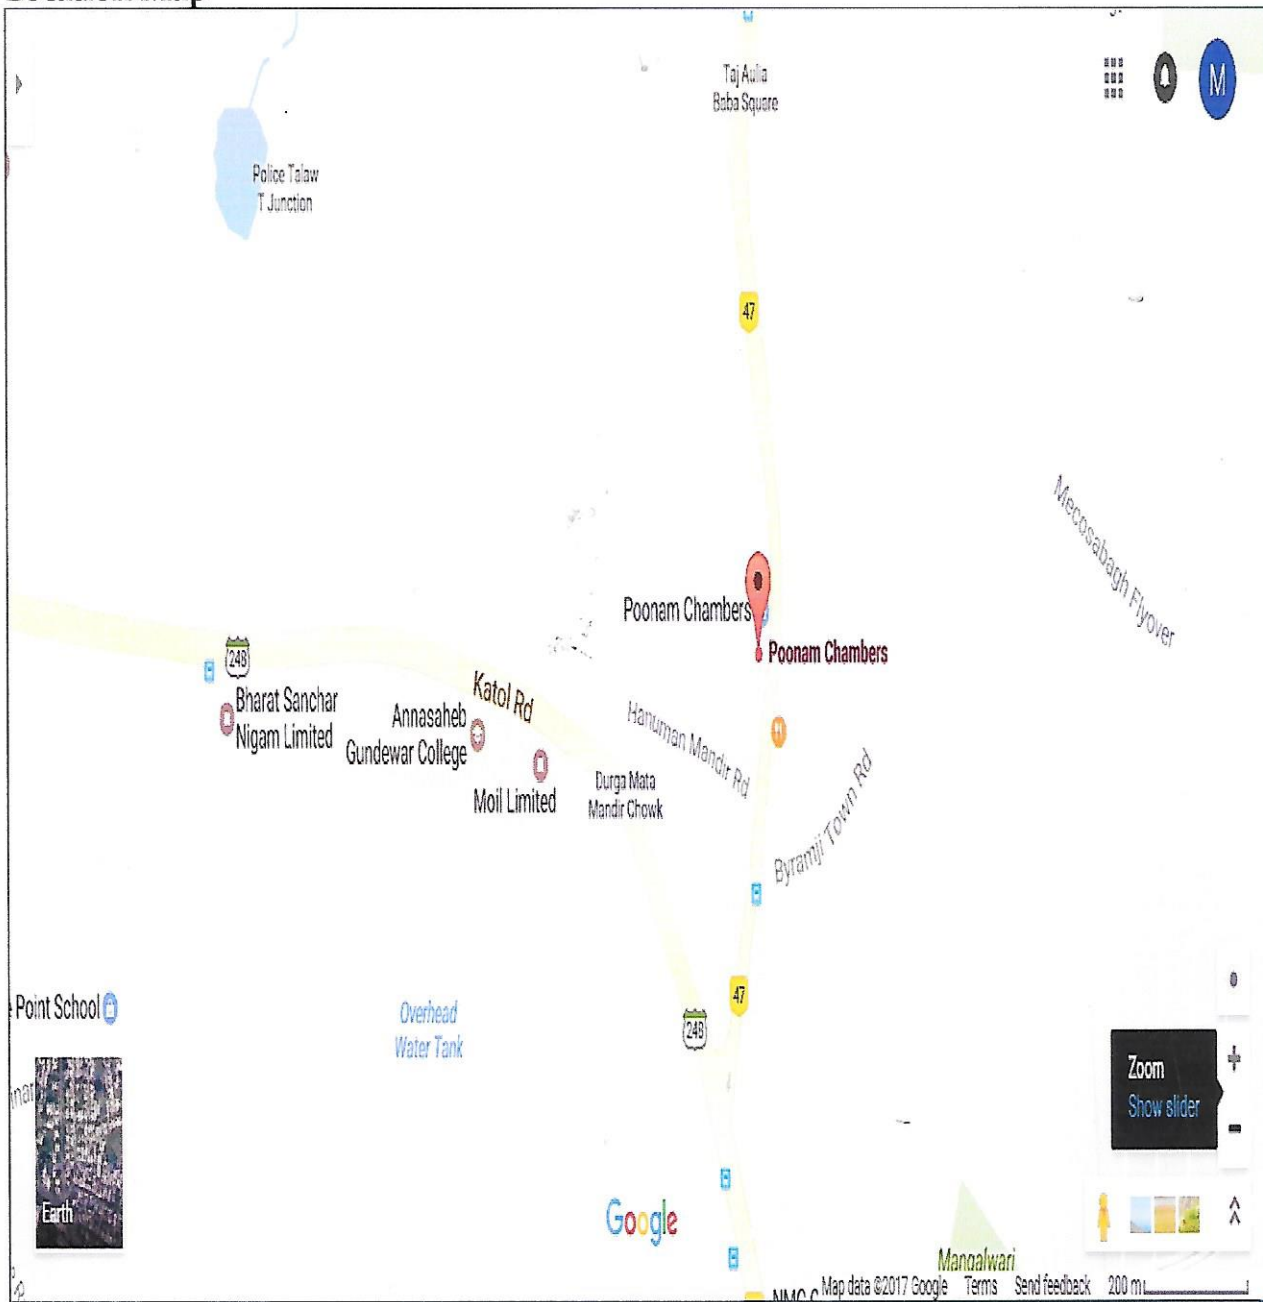 Location Map
Taj Aulia
Baba Square
M
Police Talaw
T Junction
47
Mecosabagh Flyover
Poonam Chambers
Poonam Chambers
248
Bharat Sanchar
Nigam Limited
Annasaheb
Gundewar College
Katol Rd
Moil Limited
Hanuman Mandir Rd
Durga Mata
Mandir Chowk
Byramji Town Rd
Point School
Overhead
Water Tank
47
248
Zoom
Show slider
Earth
Google
Mangalwari
Map data ©2017 Google Terms Send feedback 200 m